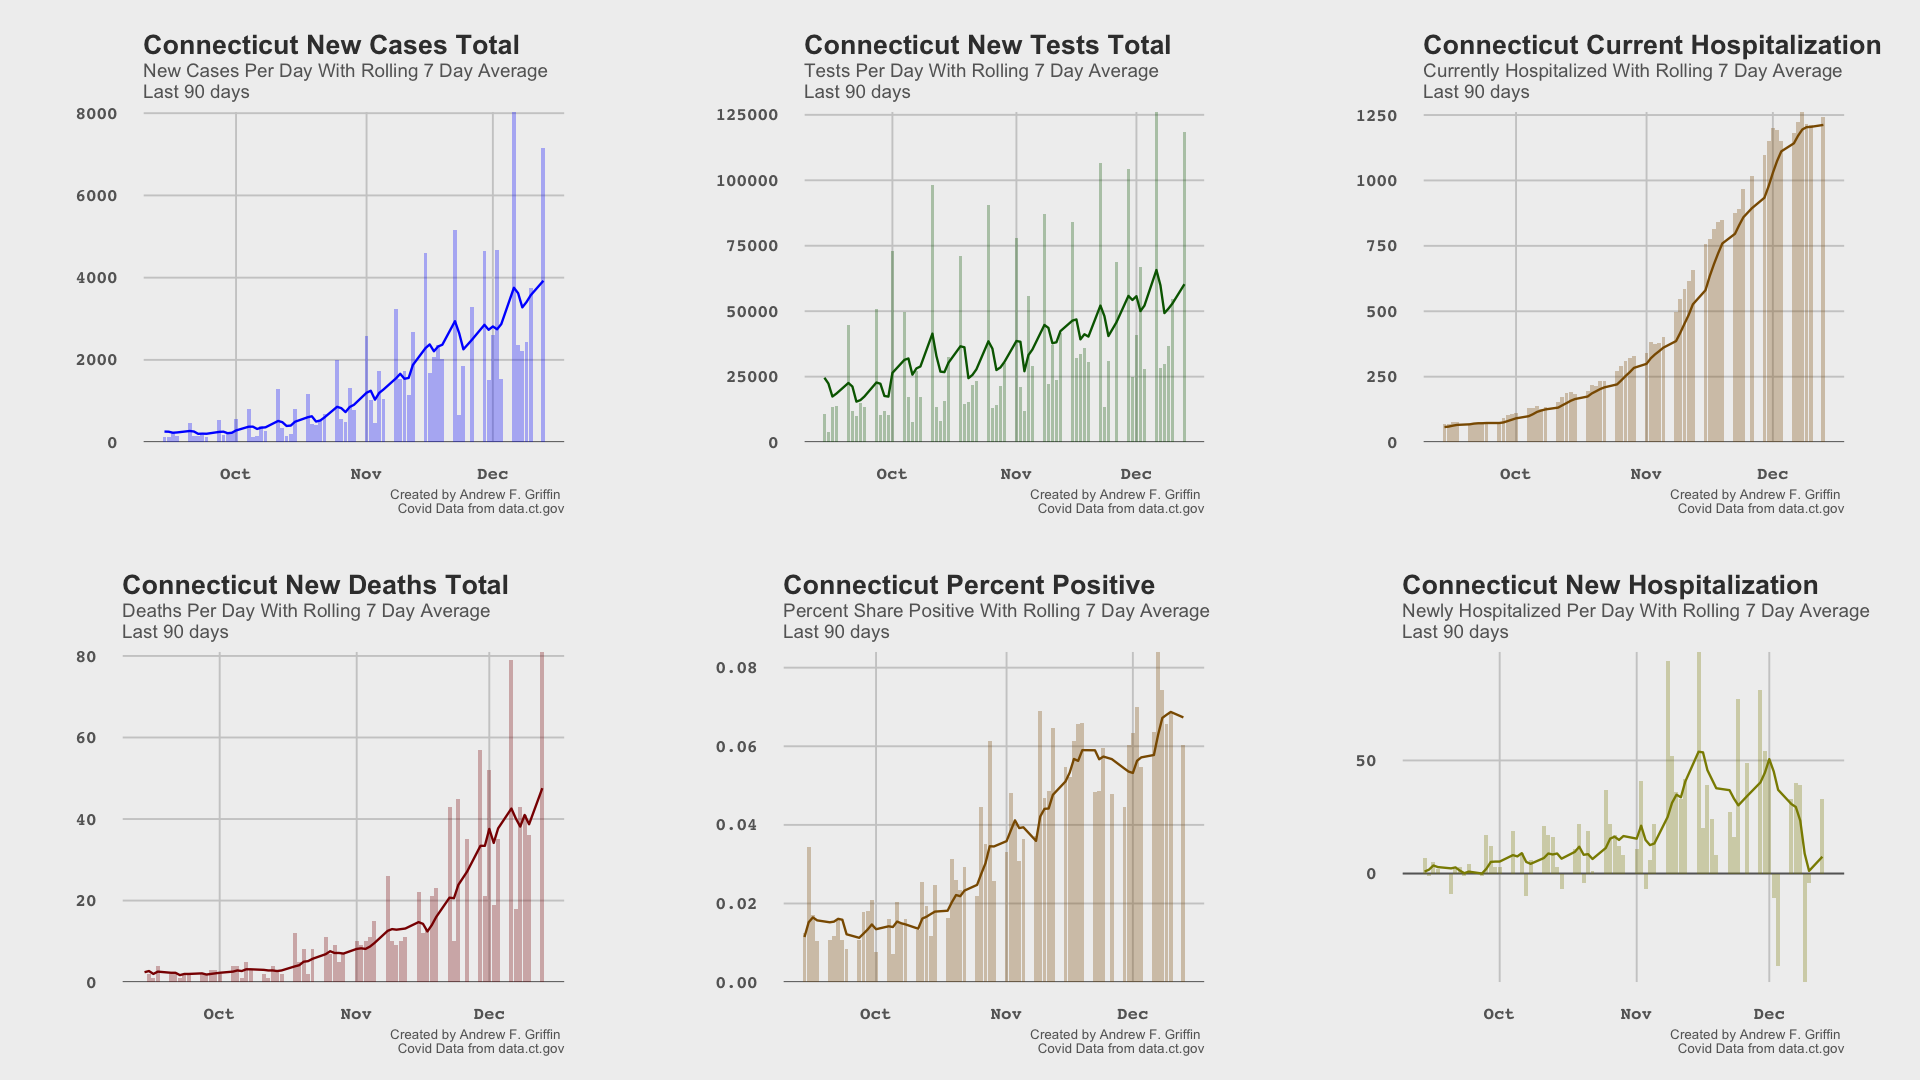 Connecticut New Cases Total
New Cases Per Day With Rolling 7 Day Average
Last 90 days
8000
6000
4000
2000
0
Oct Nov Dec
Created by Andrew F. Griffin
Covid Data from data.ct.gov
Connecticut New Tests Total
Tests Per Day With Rolling 7 Day Average
Last 90 days
125000
100000
75000
50000
25000
0
Oct Nov Dec
Created by Andrew F. Griffin
Covid Data from data.ct.gov
Connecticut Current Hospitalization
Currently Hospitalized With Rolling 7 Day Average
Last 90 days
1250
1000
750
500
250
0
Oct Nov Dec
Created by Andrew F. Griffin
Covid Data from data.ct.gov
Connecticut New Deaths Total
Deaths Per Day With Rolling 7 Day Average
Last 90 days
80
60
40
20
0
Oct Nov Dec
Created by Andrew F. Griffin
Covid Data from data.ct.gov
Connecticut Percent Positive
Percent Share Positive With Rolling 7 Day Average
Last 90 days
0.08
0.06
0.04
0.02
0.00
Oct Nov Dec
Created by Andrew F. Griffin
Covid Data from data.ct.gov
Connecticut New Hospitalization
Newly Hospitalized Per Day With Rolling 7 Day Average
Last 90 days
50
0
Oct Nov Dec
Created by Andrew F. Griffin
Covid Data from data.ct.gov